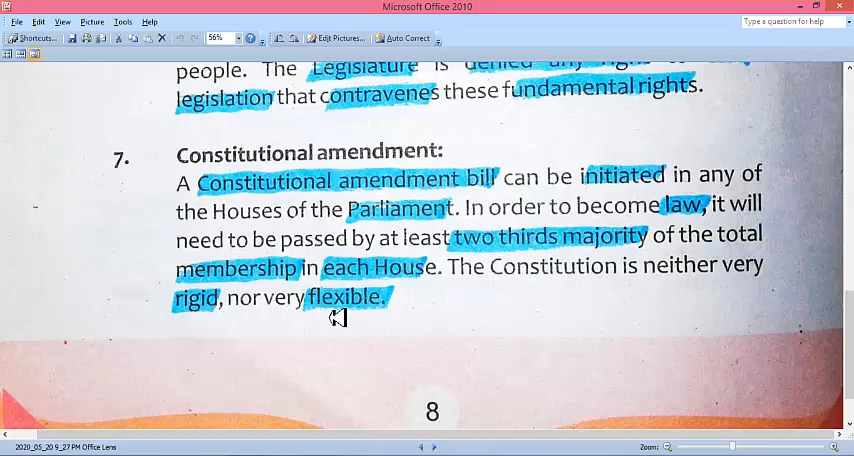 Microsoft Office 2010
File Edit View Picture Tools Help
Type a question for help
Shortcuts... 56% Edit Pictures... Auto Correct
people. The Legislature is denied any right to
legislation that contravenes these fundamental rights.
7. Constitutional amendment:
A Constitutional amendment bill can be initiated in any of
the Houses of the Parliament. In order to become law, it will
need to be passed by at least two thirds majority of the total
membership in each House. The Constitution is neither very
rigid, nor very flexible.
8
2020_05_20 9_27 PM Office Lens
Zoom: